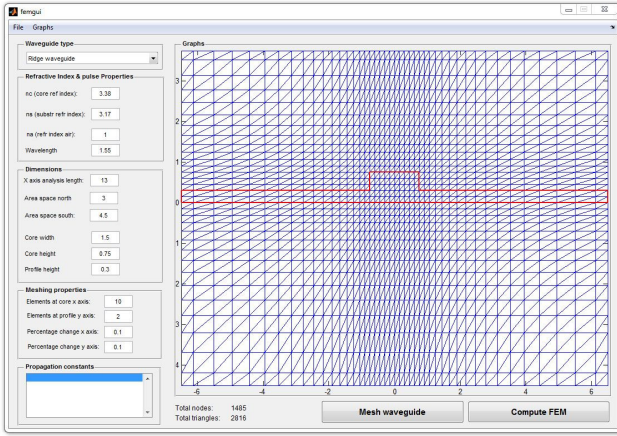 femgui
File Graphs
Waveguide type
Ridge waveguide
Refractive Index & pulse Properties
nc (core ref index): 3.38
ns (substr refr index): 3.17
na (refr index air): 1
Wavelength 1.55
Dimensions
X axis analysis length: 13
Area space north 3
Area space south: 4.5
Core width 1.5
Core height 0.75
Profile height 0.3
Meshing properties
Elements at core x axis: 10
Elements at profile y axis: 2
Percentage change x axis: 0.1
Percentage change y axis: 0.1
Propagation constants
Graphs
3
2
1
0
1
2
3
4
-6 -4 -2 0 2 4 6
Total nodes: 1485
Total triangles: 2816
Mesh waveguide
Compute FEM